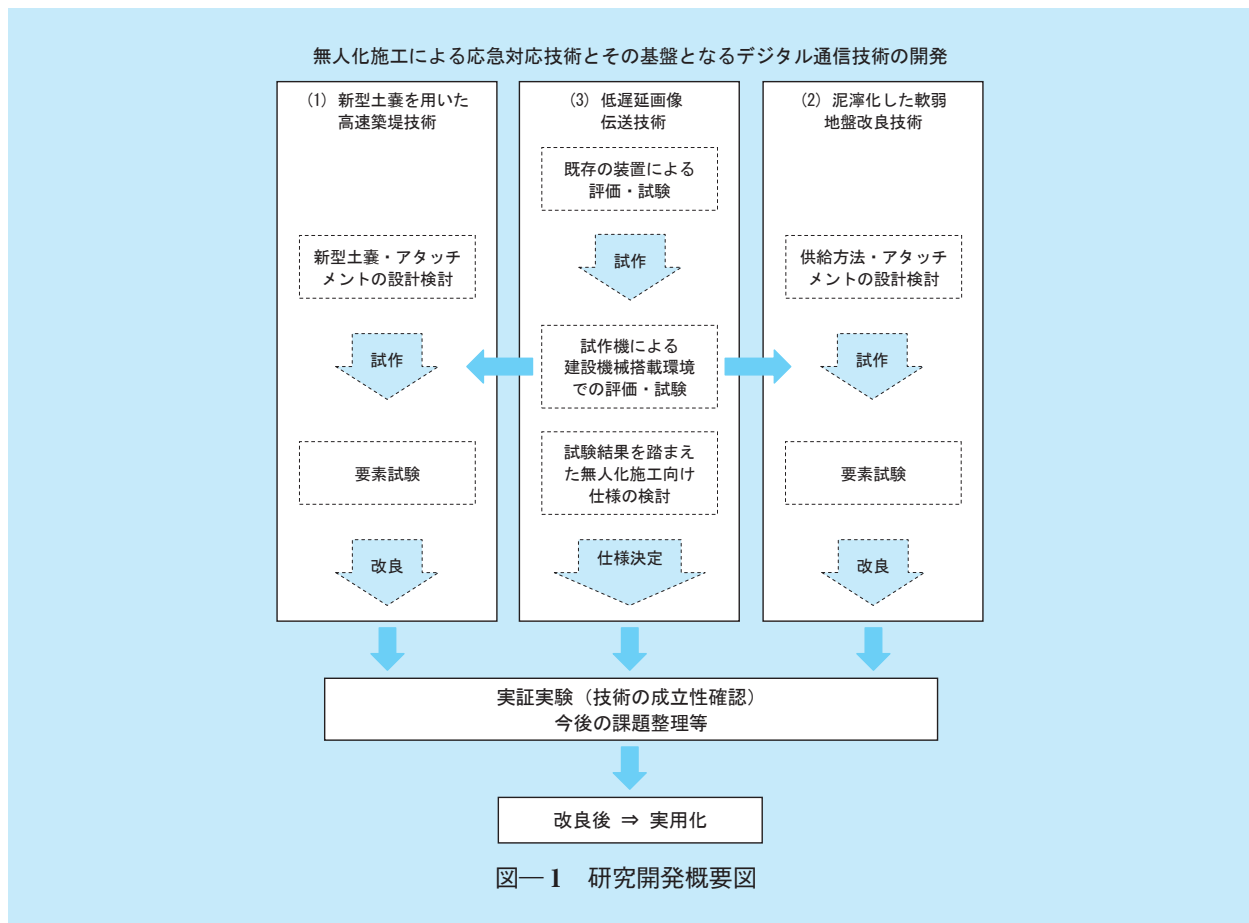 無人化施工による応急対応技術とその基盤となるデジタル通信技術の開発
(1) 新型土嚢を用いた
高速築堤技術
新型土嚢・アタッチ
メントの設計検討
試作
要素試験
改良
(3) 低遅延画像
伝送技術
既存の装置による
評価・試験
試作
試作機による
建設機械搭載環境
での評価・試験
試験結果を踏まえ
た無人化施工向け
仕様の検討
仕様決定
(2) 泥濘化した軟弱
地盤改良技術
供給方法・アタッチ
メントの設計検討
試作
要素試験
改良
実証実験(技術の成立性確認)
今後の課題整理等
改良後 ⇒ 実用化
図―1 研究開発概要図